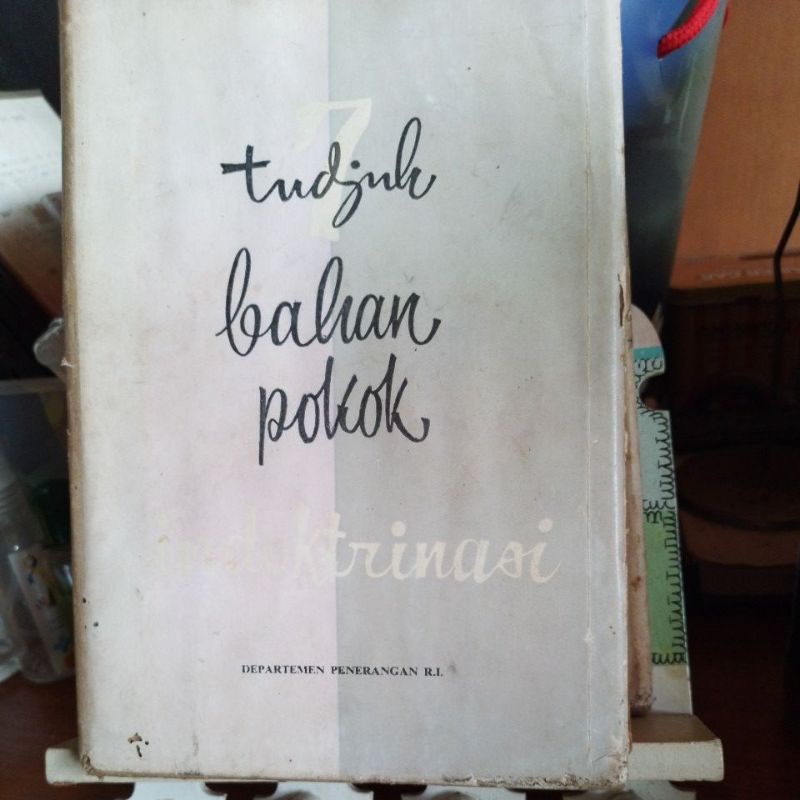 7
tudjuh
bahan
pokok
indoktrinasi
DEPARTEMEN PENERANGAN R.I.